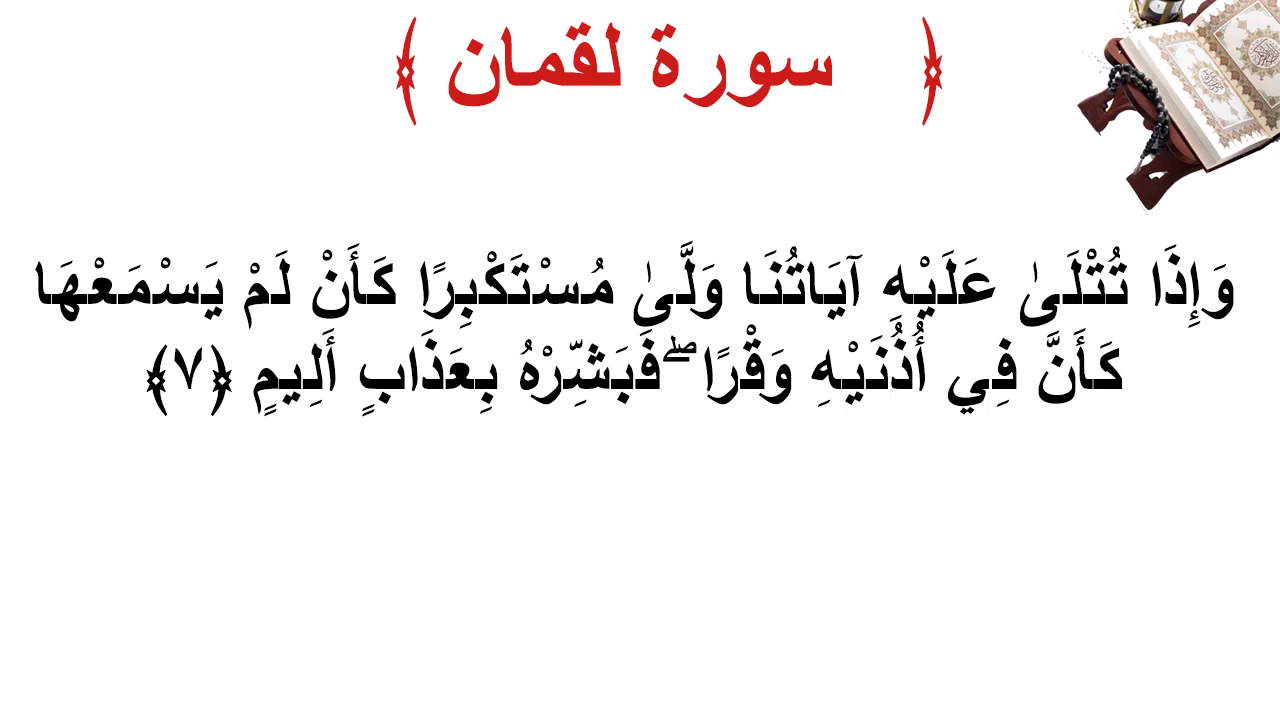 ﴿ سورة لقمان ﴾
وَإِذَا تُتْلَىٰ عَلَيْهِ آيَاتُنَا وَلَّىٰ مُسْتَكْبِرًا كَأَنْ لَمْ يَسْمَعْهَا
كَأَنَّ فِي أُذُنَيْهِ وَقْرًا ۖ فَبَشِّرْهُ بِعَذَابٍ أَلِيمٍ ﴿٧﴾